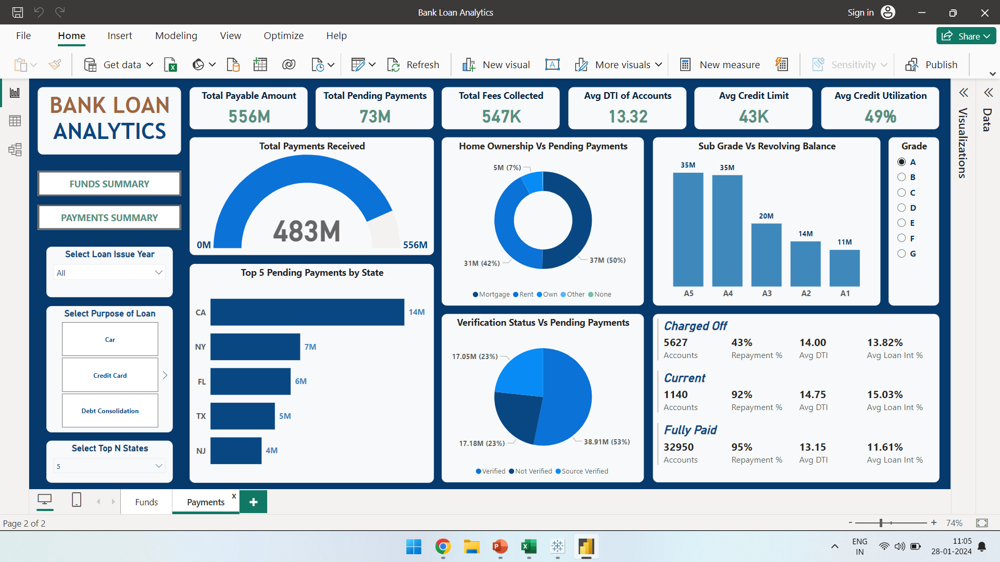 Bank Loan Analytics
Sign in
File
Home
Insert
Modeling
View
Optimize
Help
Share
Get data
Refresh
New visual
A
More visuals
New measure
Sensitivity
Publish
BANK LOAN
ANALYTICS
FUNDS SUMMARY
PAYMENTS SUMMARY
Select Loan Issue Year
All
Select Purpose of Loan
Car
Credit Card
Debt Consolidation
Select Top N States
5
Total Payable Amount
556M
Total Pending Payments
73M
Total Fees Collected
547K
Avg DTI of Accounts
13.32
Avg Credit Limit
43K
Avg Credit Utilization
49%
Total Payments Received
483M
0M
556M
Top 5 Pending Payments by State
CA
14M
NY
7M
FL
6M
TX
5M
NJ
4M
Home Ownership Vs Pending Payments
5M (7%)
31M (42%)
37M (50%)
Mortgage Rent Own Other None
Verification Status Vs Pending Payments
17.05M (23%)
17.18M (23%)
38.91M (53%)
Verified Not Verified Source Verified
Sub Grade Vs Revolving Balance
35M
35M
20M
14M
11M
A5 A4 A3 A2 A1
Grade
A
B
C
D
E
F
G
Charged Off
5627 43% 14.00 13.82%
Accounts Repayment % Avg DTI Avg Loan Int %
Current
1140 92% 14.75 15.03%
Accounts Repayment % Avg DTI Avg Loan Int %
Fully Paid
32950 95% 13.15 11.61%
Accounts Repayment % Avg DTI Avg Loan Int %
Visualizations
Data
Funds
Payments
x
Page 2 of 2
- + 74%
P
X
ENG
IN
11:05
28-01-2024